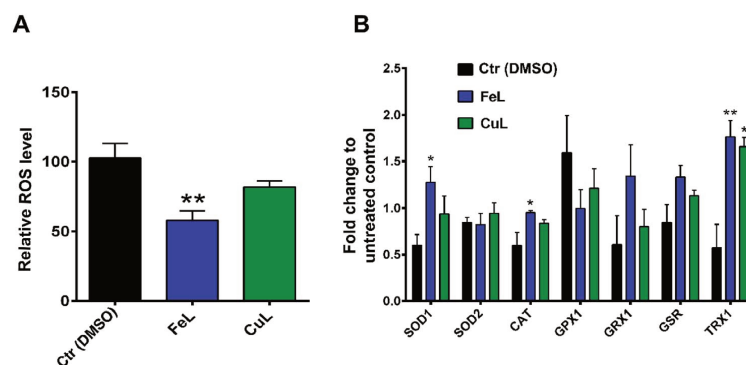 A
Relative ROS level
150
100
50
0
**
Ctr (DMSO)
FeL
CuL
B
Fold change to
untreated control
2.5
2.0
1.5
1.0
0.5
0.0
Ctr (DMSO)
FeL
CuL
*
*
**
*
SOD1
SOD2
CAT
GPX1
GRX1
GSR
TRX1